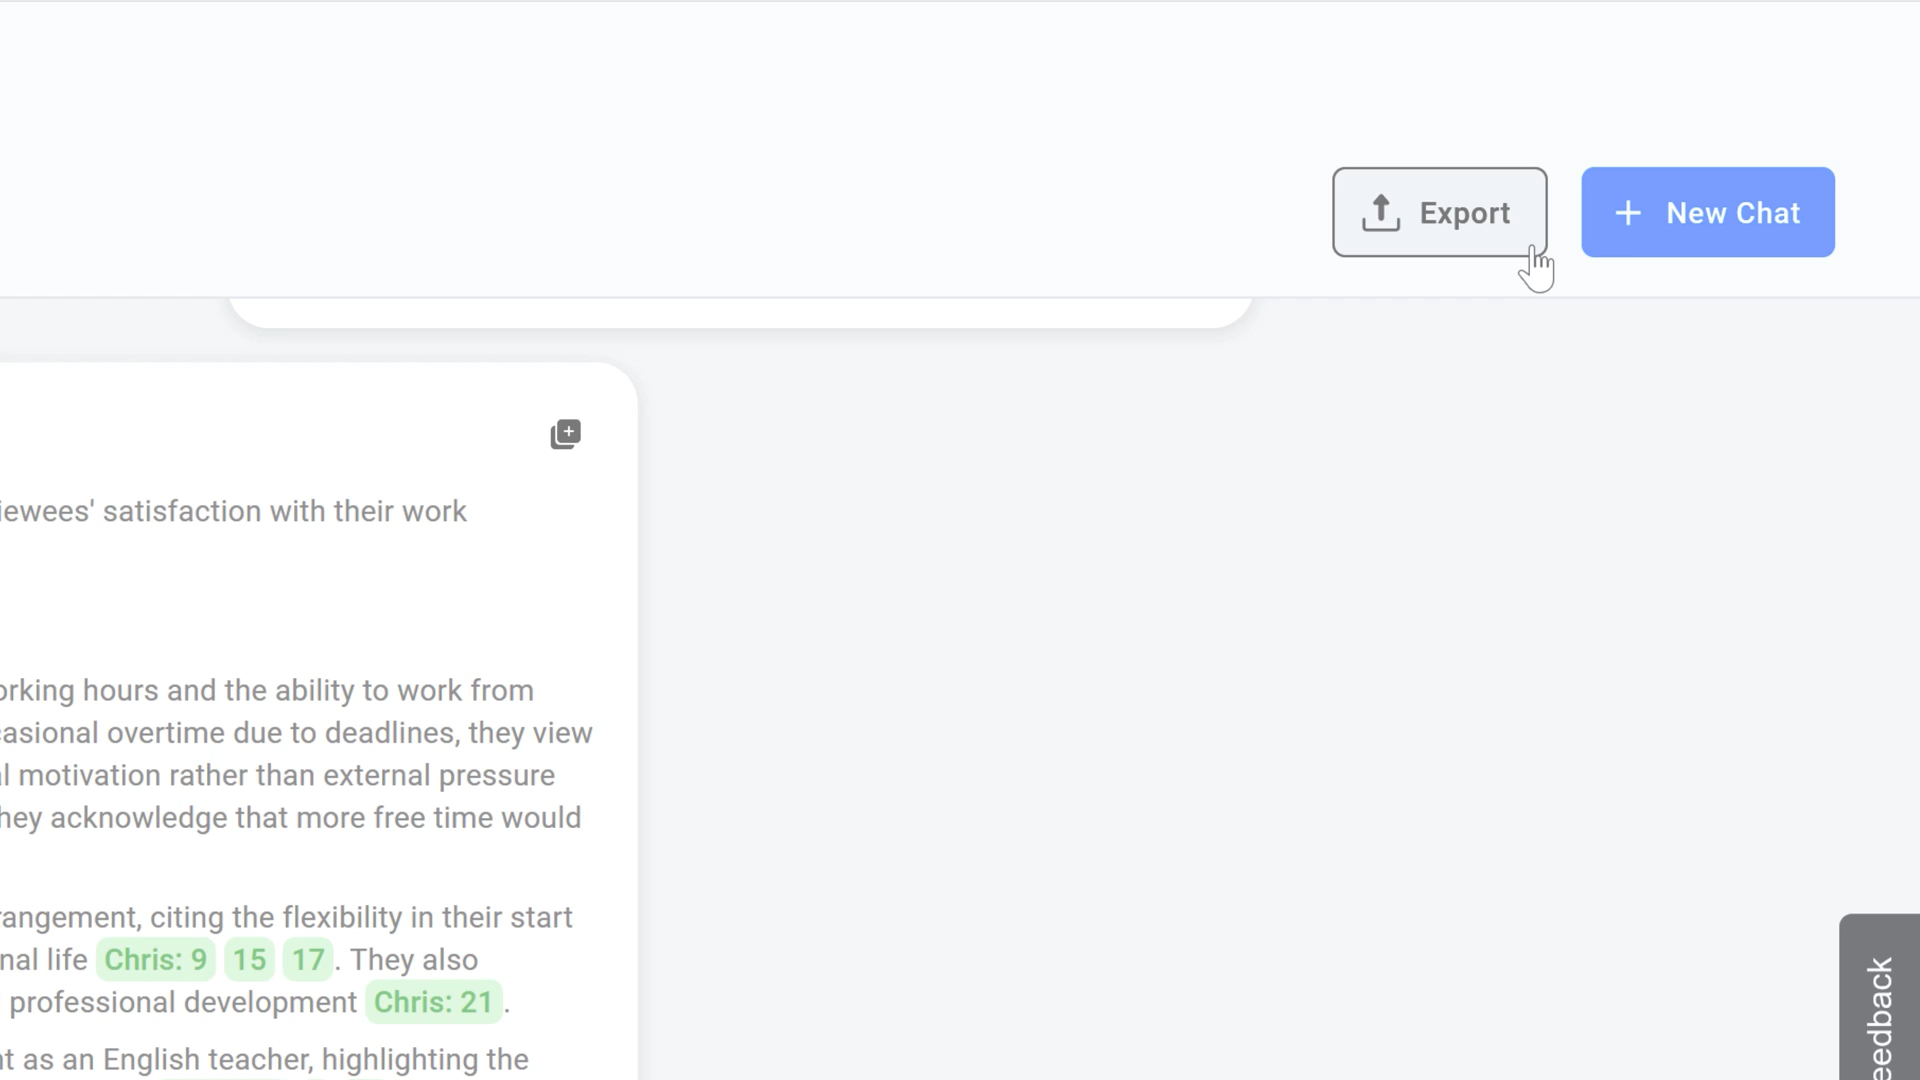 Export
New Chat
iewees' satisfaction with their work
orking hours and the ability to work from
casional overtime due to deadlines, they view
l motivation rather than external pressure
hey acknowledge that more free time would
rangement, citing the flexibility in their start
nal life Chris: 9 15 17. They also
professional development Chris: 21.
nt as an English teacher, highlighting the
eedback